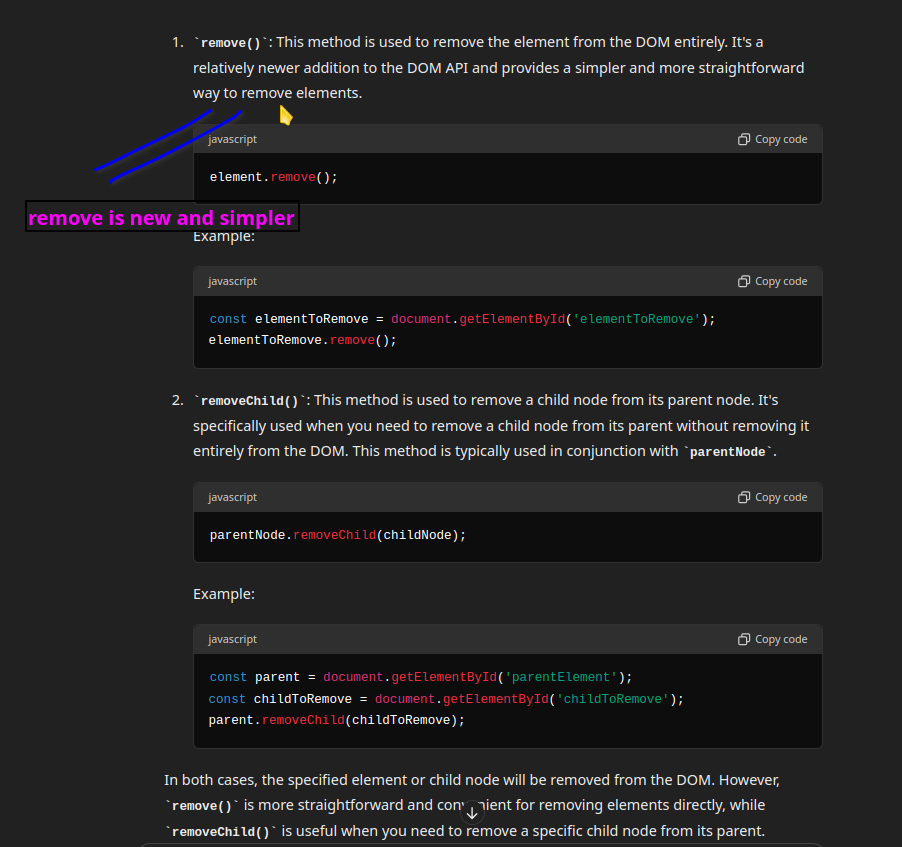 1. `remove()`: This method is used to remove the element from the DOM entirely. It's a
relatively newer addition to the DOM API and provides a simpler and more straightforward
way to remove elements.
javascript Copy code
element.remove();
remove is new and simpler
Example:
javascript Copy code
const elementToRemove = document.getElementById('elementToRemove');
elementToRemove.remove();
2. `removeChild()`: This method is used to remove a child node from its parent node. It's
specifically used when you need to remove a child node from its parent without removing it
entirely from the DOM. This method is typically used in conjunction with `parentNode`.
javascript Copy code
parentNode.removeChild(childNode);
Example:
javascript Copy code
const parent = document.getElementById('parentElement');
const childToRemove = document.getElementById('childToRemove');
parent.removeChild(childToRemove);
In both cases, the specified element or child node will be removed from the DOM. However,
`remove()` is more straightforward and convenient for removing elements directly, while
`removeChild()` is useful when you need to remove a specific child node from its parent.